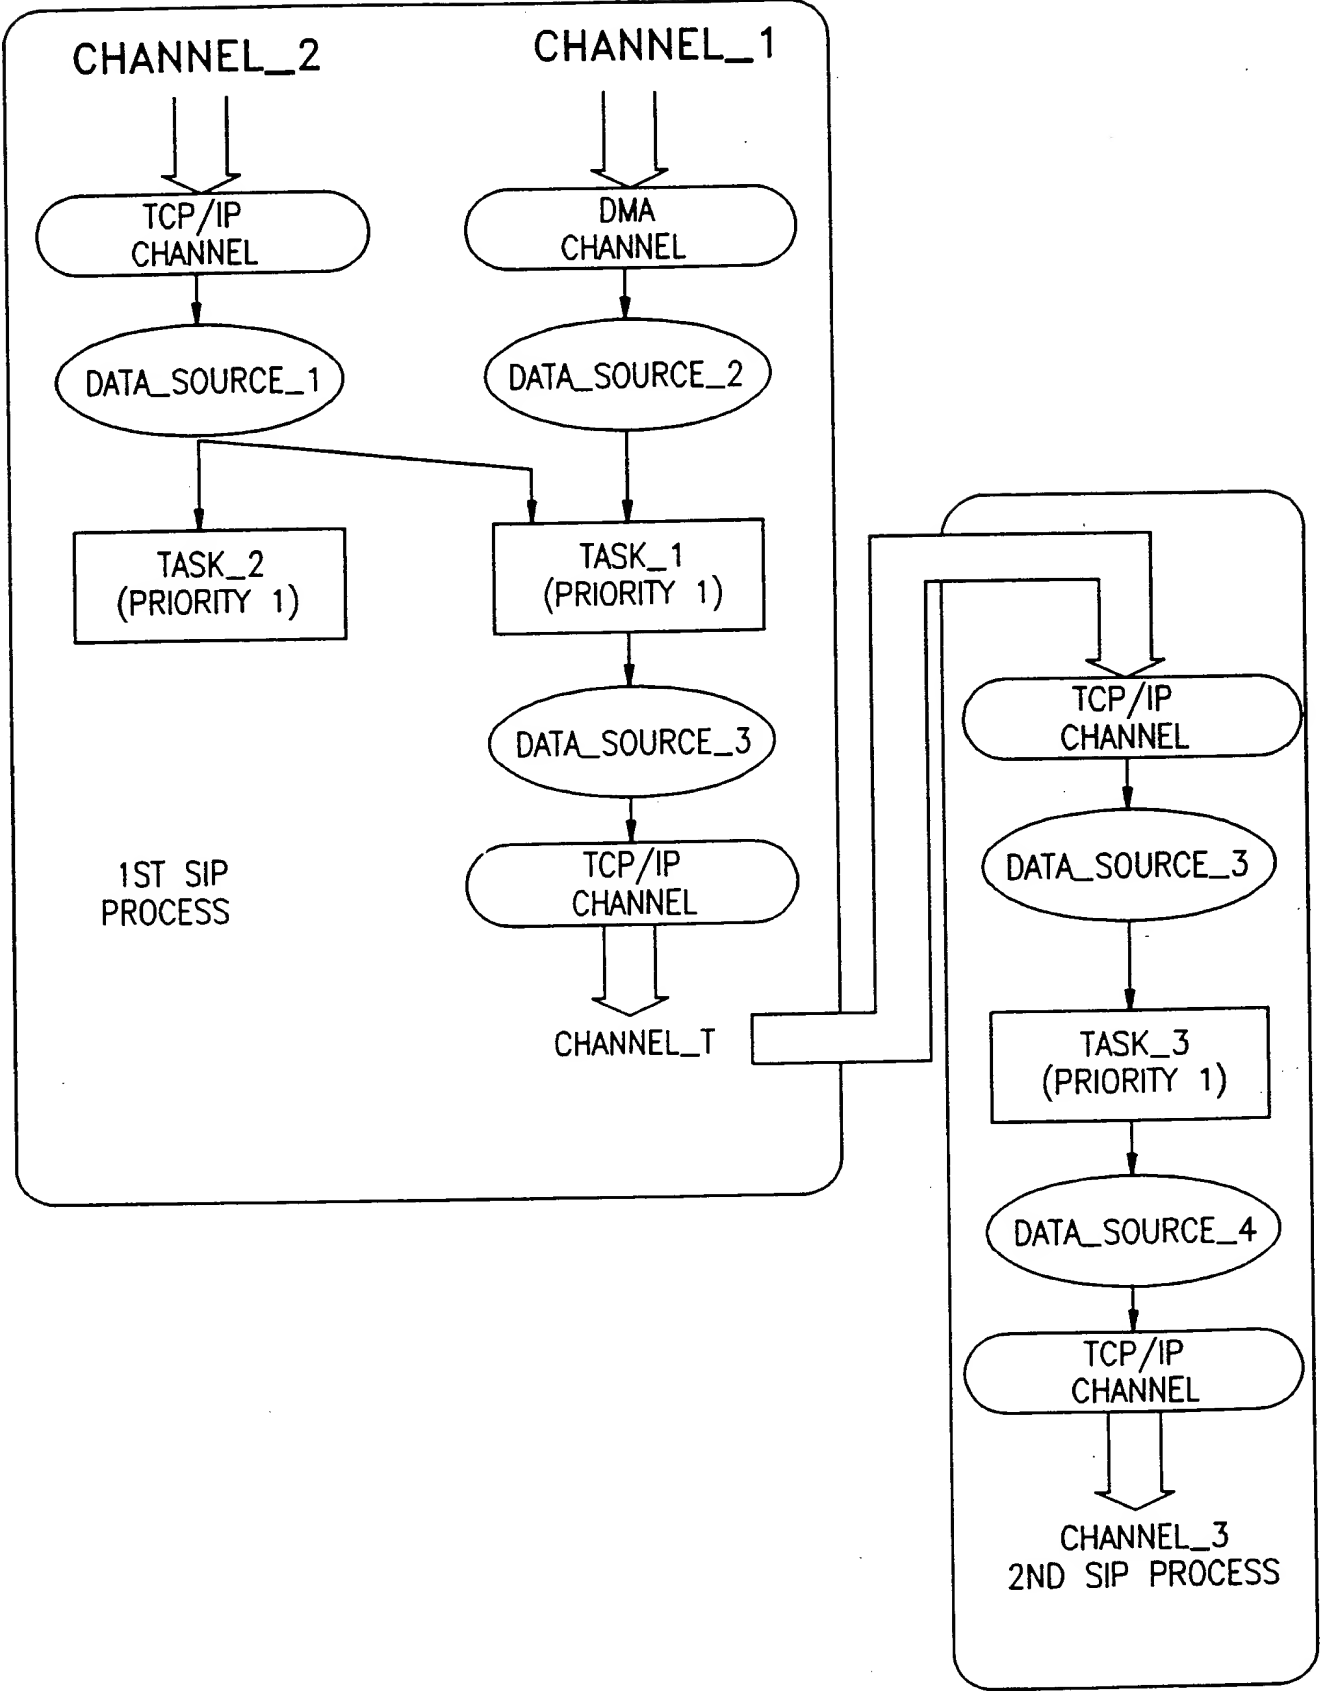 CHANNEL_2
CHANNEL_1
TCP/IP
CHANNEL
DMA
CHANNEL
DATA_SOURCE_1
DATA_SOURCE_2
TASK_2
(PRIORITY 1)
TASK_1
(PRIORITY 1)
DATA_SOURCE_3
TCP/IP
CHANNEL
1ST SIP
PROCESS
CHANNEL_T
TCP/IP
CHANNEL
DATA_SOURCE_3
TASK_3
(PRIORITY 1)
DATA_SOURCE_4
TCP/IP
CHANNEL
CHANNEL_3
2ND SIP PROCESS